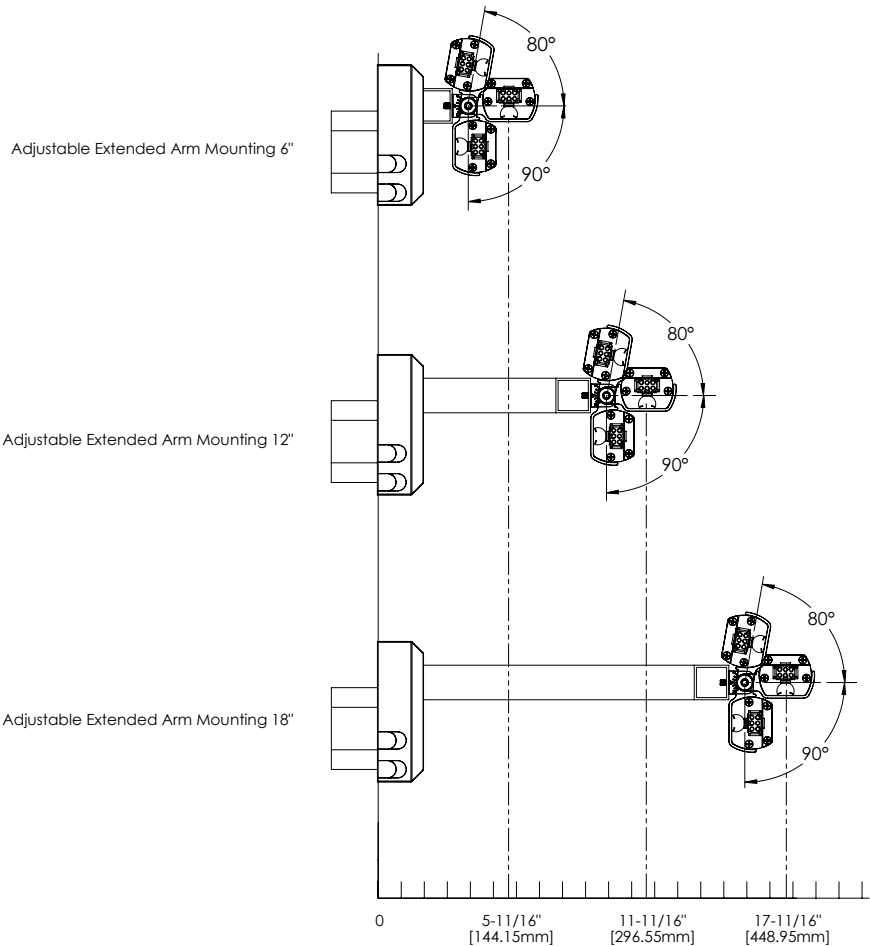 80°
Adjustable Extended Arm Mounting 6"
90°
80°
Adjustable Extended Arm Mounting 12"
90°
80°
Adjustable Extended Arm Mounting 18"
90°
0
5-11/16"
[144.15mm]
11-11/16"
[296.55mm]
17-11/16"
[448.95mm]